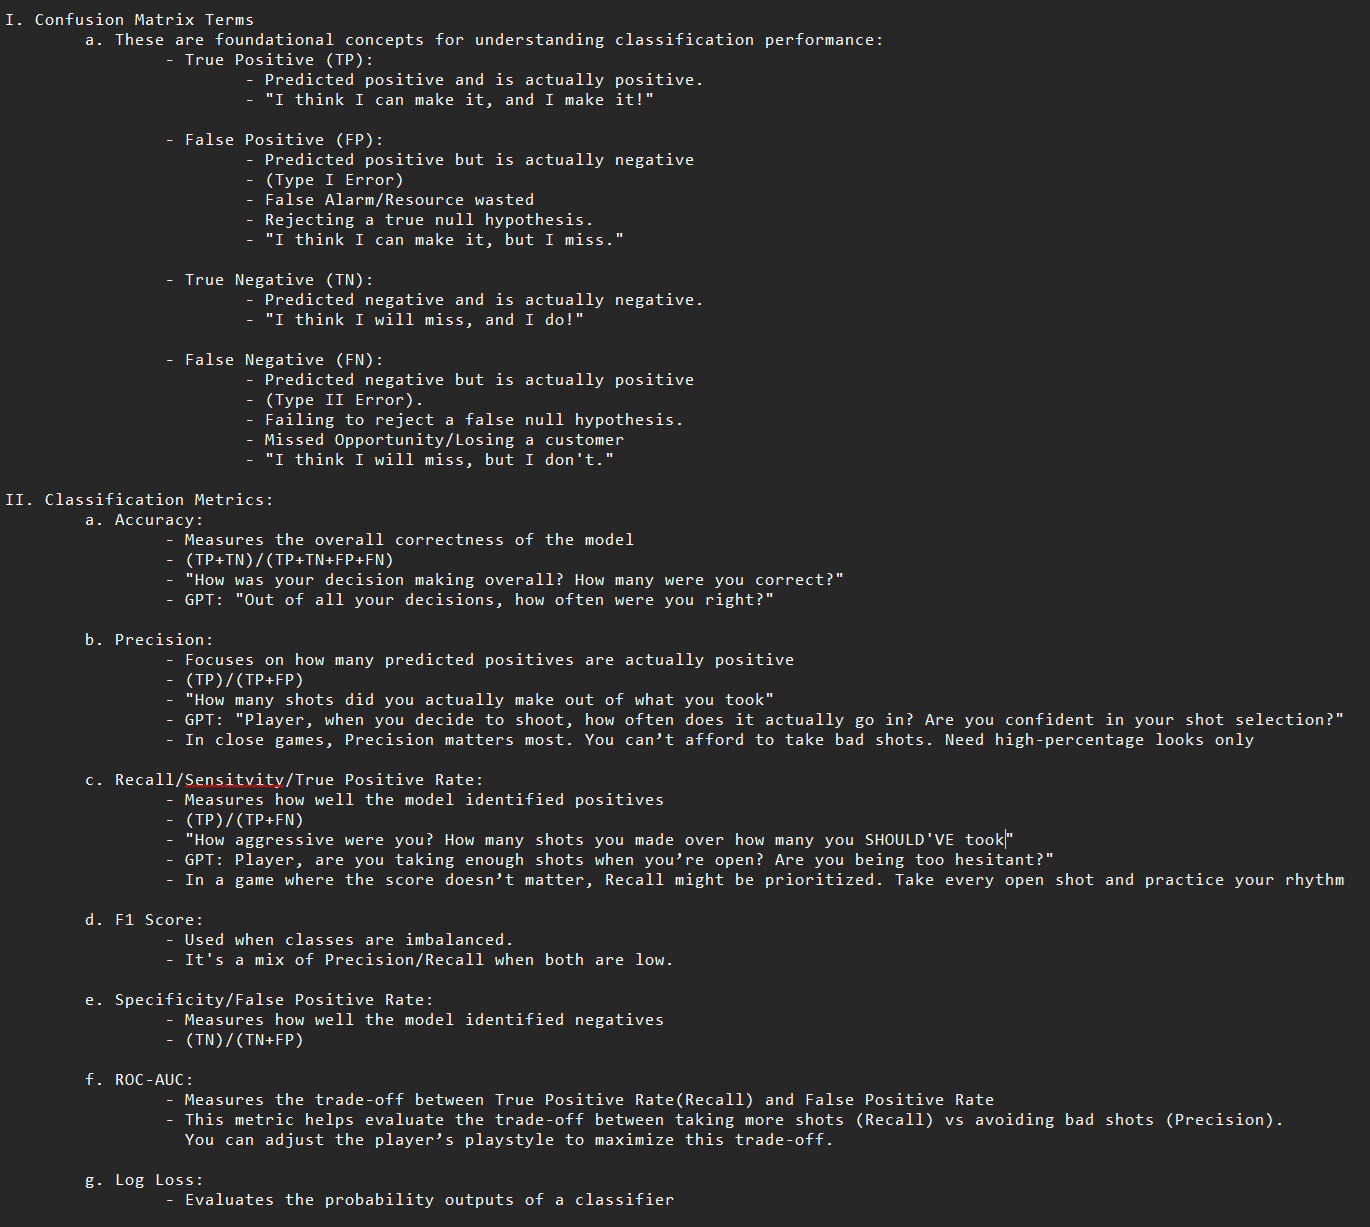 I. Confusion Matrix Terms
a. These are foundational concepts for understanding classification performance:
- True Positive (TP):
- Predicted positive and is actually positive.
- "I think I can make it, and I make it!"
- False Positive (FP):
- Predicted positive but is actually negative
- (Type I Error)
- False Alarm/Resource wasted
- Rejecting a true null hypothesis.
- "I think I can make it, but I miss."
- True Negative (TN):
- Predicted negative and is actually negative.
- "I think I will miss, and I do!"
- False Negative (FN):
- Predicted negative but is actually positive
- (Type II Error).
- Failing to reject a false null hypothesis.
- Missed Opportunity/Losing a customer
- "I think I will miss, but I don't."
II. Classification Metrics:
a. Accuracy:
- Measures the overall correctness of the model
- (TP+TN)/(TP+TN+FP+FN)
- "How was your decision making overall? How many were you correct?"
- GPT: "Out of all your decisions, how often were you right?"
b. Precision:
- Focuses on how many predicted positives are actually positive
- (TP)/(TP+FP)
- "How many shots did you actually make out of what you took"
- GPT: "Player, when you decide to shoot, how often does it actually go in? Are you confident in your shot selection?"
- In close games, Precision matters most. You can’t afford to take bad shots. Need high-percentage looks only
c. Recall/Sensitvity/True Positive Rate:
- Measures how well the model identified positives
- (TP)/(TP+FN)
- "How aggressive were you? How many shots you made over how many you SHOULD'VE took"
- GPT: Player, are you taking enough shots when you’re open? Are you being too hesitant?"
- In a game where the score doesn’t matter, Recall might be prioritized. Take every open shot and practice your rhythm
d. F1 Score:
- Used when classes are imbalanced.
- It's a mix of Precision/Recall when both are low.
e. Specificity/False Positive Rate:
- Measures how well the model identified negatives
- (TN)/(TN+FP)
f. ROC-AUC:
- Measures the trade-off between True Positive Rate(Recall) and False Positive Rate
- This metric helps evaluate the trade-off between taking more shots (Recall) vs avoiding bad shots (Precision).
You can adjust the player’s playstyle to maximize this trade-off.
g. Log Loss:
- Evaluates the probability outputs of a classifier